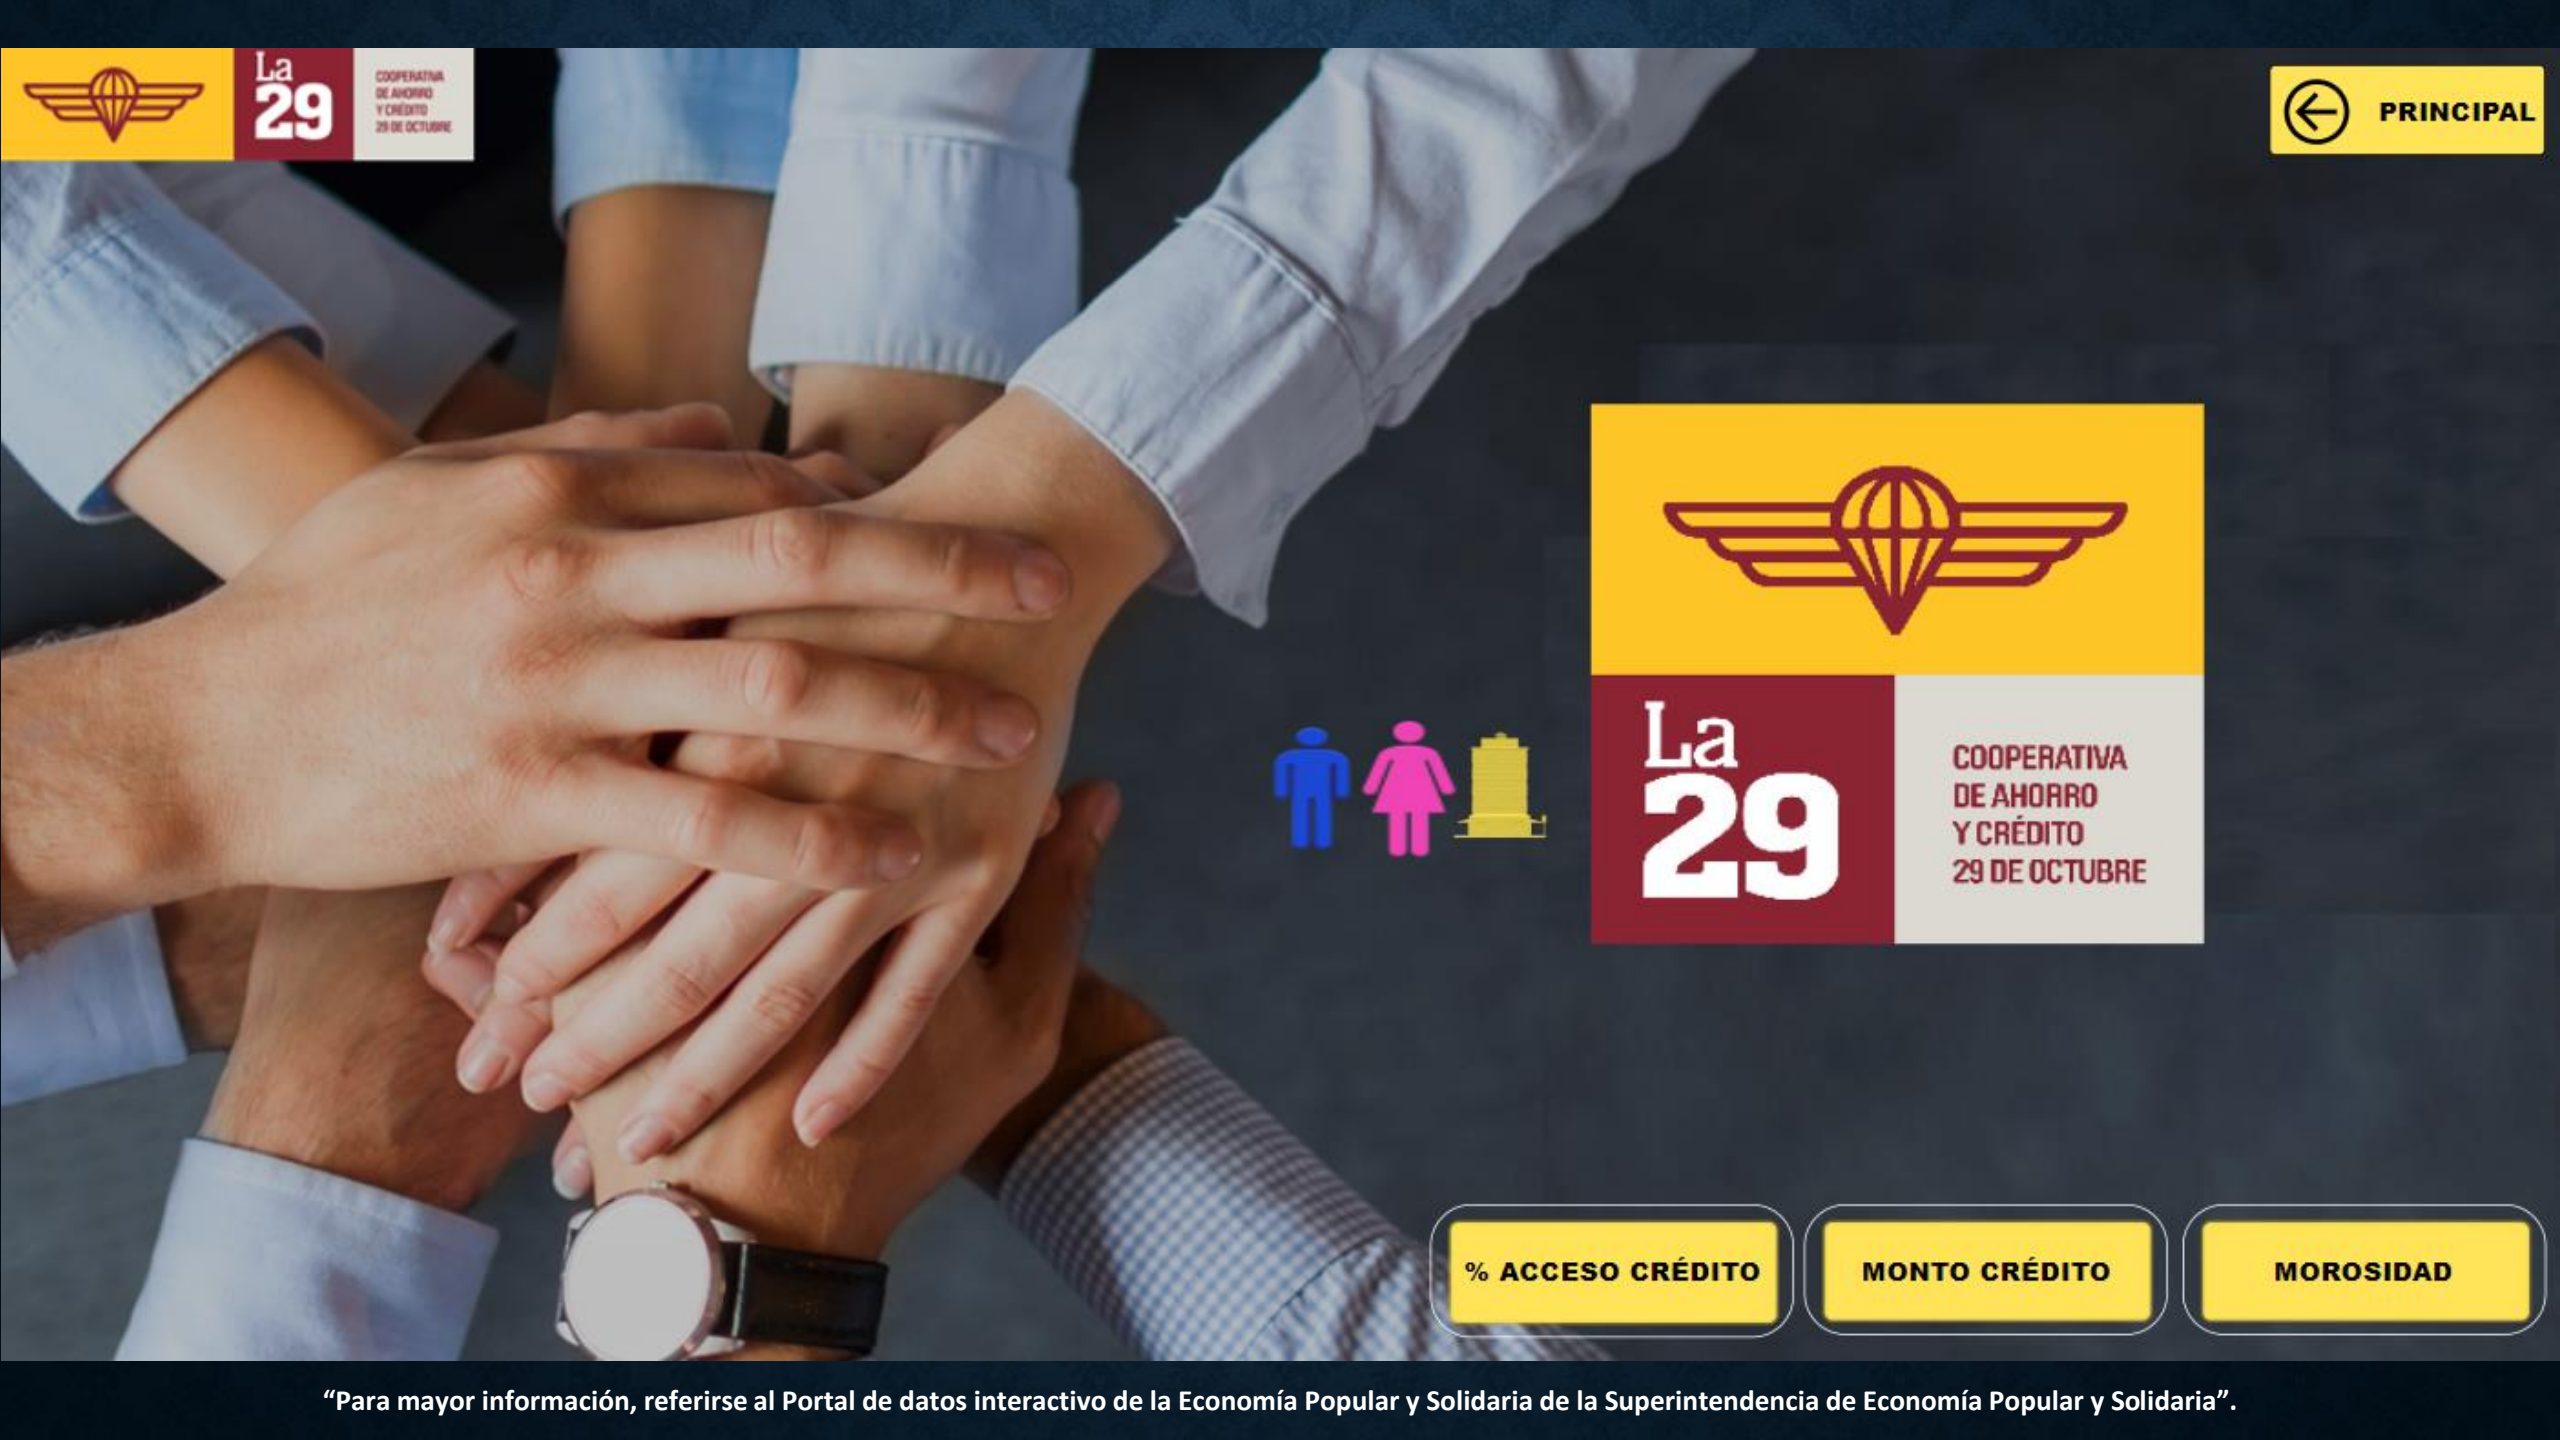 La
29
COOPERATIVA
DE AHORRO
Y CRÉDITO
29 DE OCTUBRE
PRINCIPAL
La
29
COOPERATIVA
DE AHORRO
Y CRÉDITO
29 DE OCTUBRE
% ACCESO CRÉDITO
MONTO CRÉDITO
MOROSIDAD
“Para mayor información, referirse al Portal de datos interactivo de la Economía Popular y Solidaria de la Superintendencia de Economía Popular y Solidaria”.